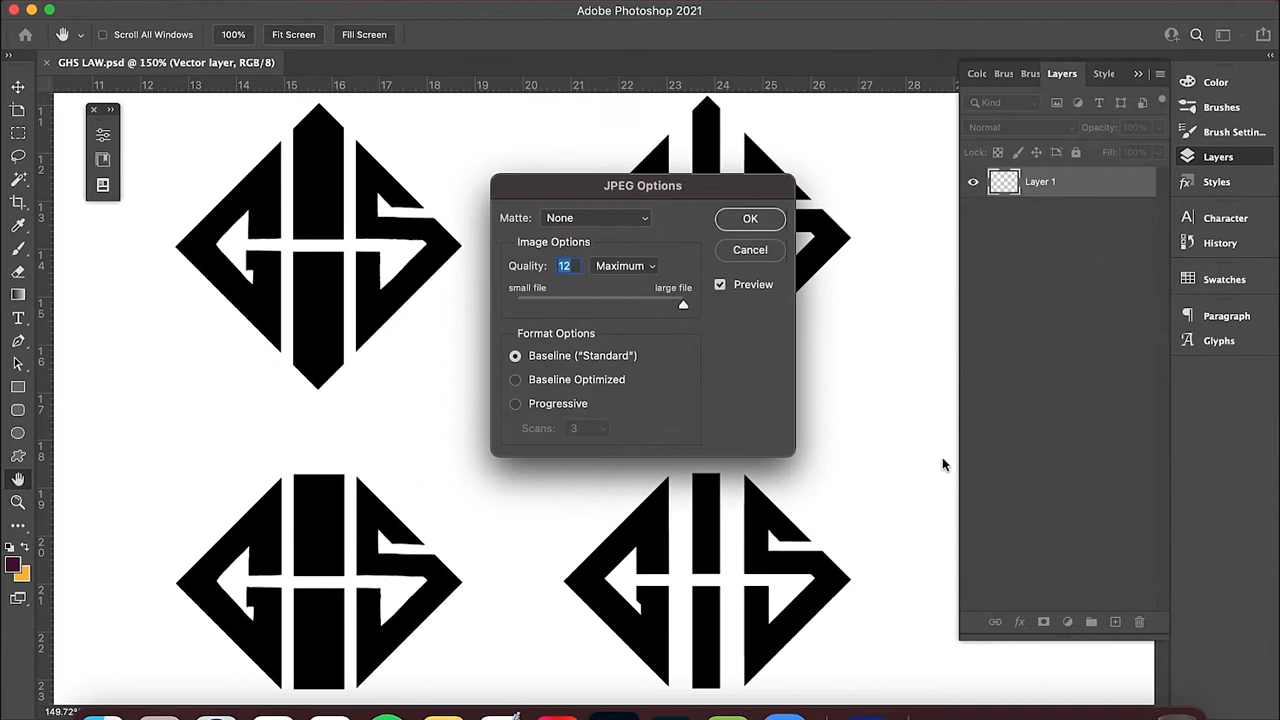 Adobe Photoshop 2021
Scroll All Windows 100% Fit Screen Fill Screen
GHS LAW.psd @ 150% (Vector layer, RGB/8)
11 12 13 14 15 16 17 18 19 22 23 24 25 26 27 28
Colc Brus Brus Layers Style
Kind
Normal Opacity: 100%
Lock: Fill: 100%
Layer 1
Color
Brushes
Brush Settin...
Layers
Styles
Character
History
Swatches
Paragraph
Glyphs
JPEG Options
Matte: None OK
Image Options
Cancel
Quality: 12 Maximum
Preview
small file large file
Format Options
Baseline (“Standard”)
Baseline Optimized
Progressive
Scans: 3
GHS
GHS
GHS
GHS
149.72°